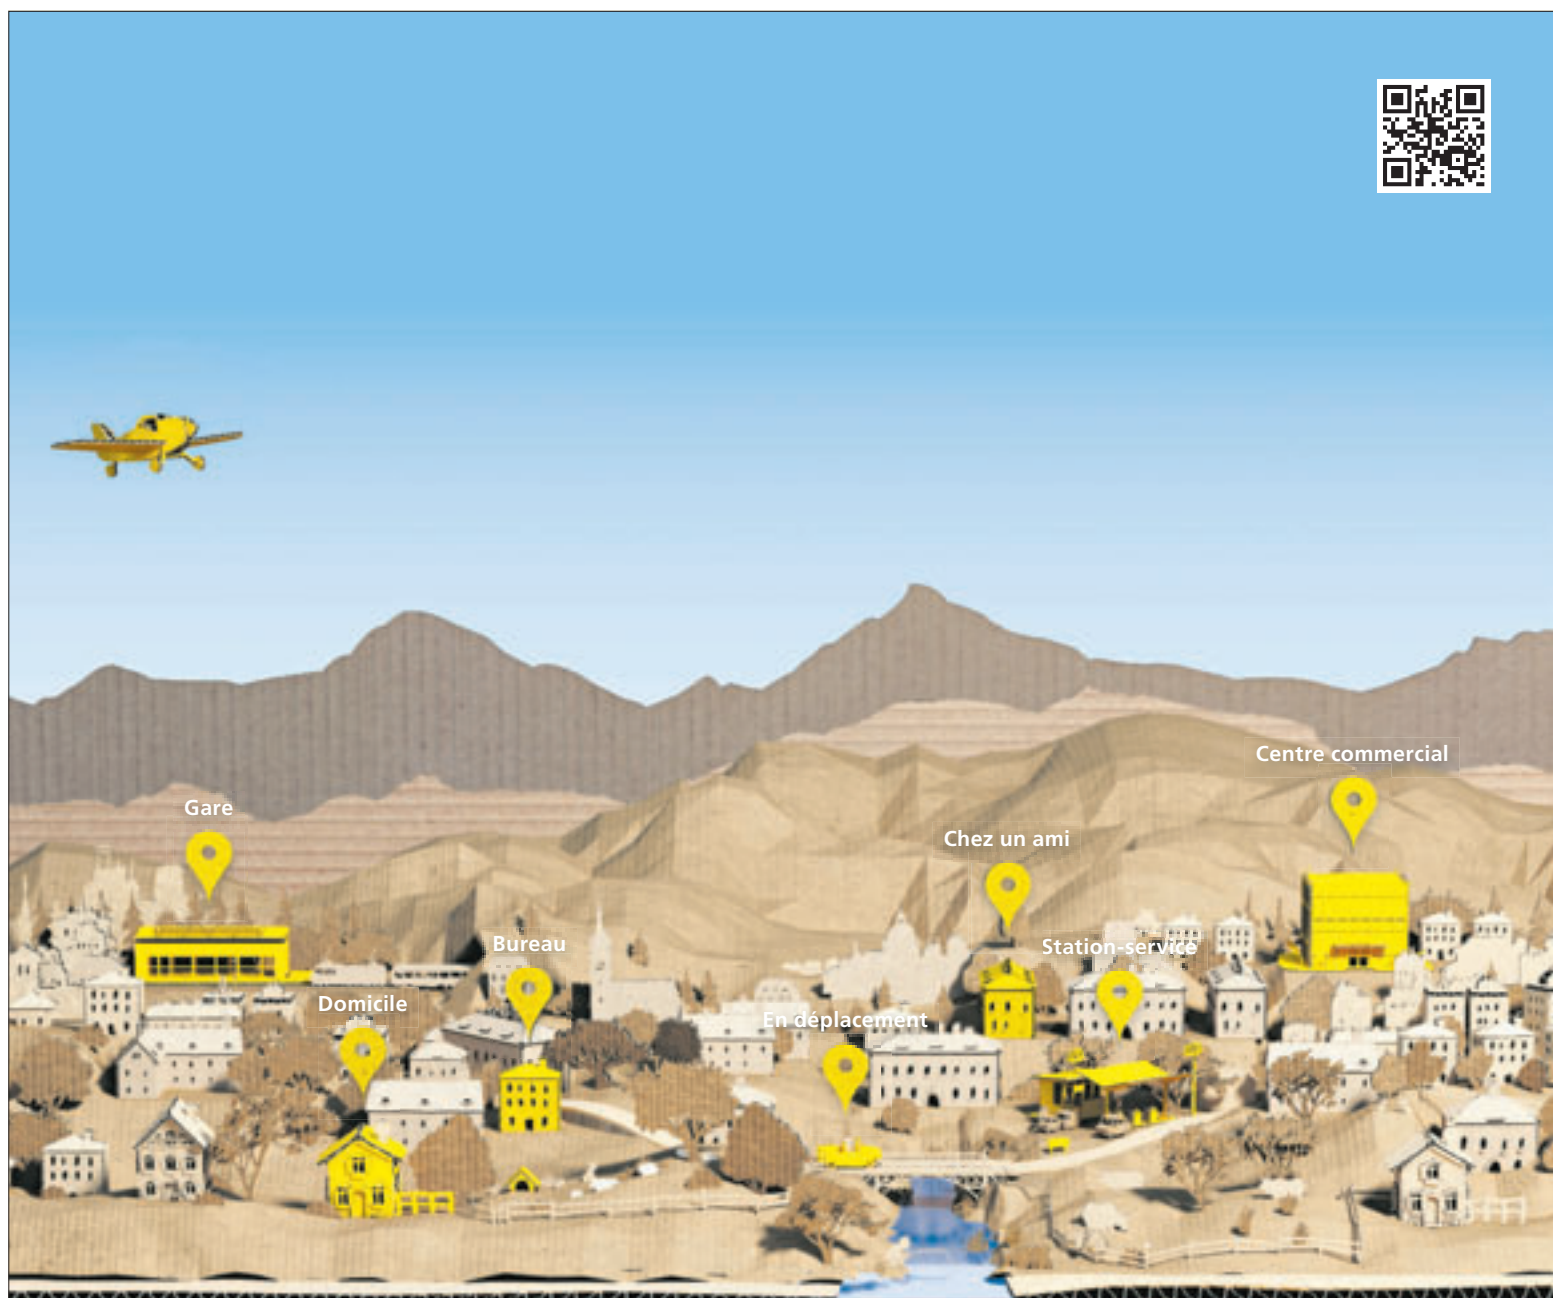 Centre commercial
Gare
Chez un ami
Bureau
Station-service
Domicile
En déplacement